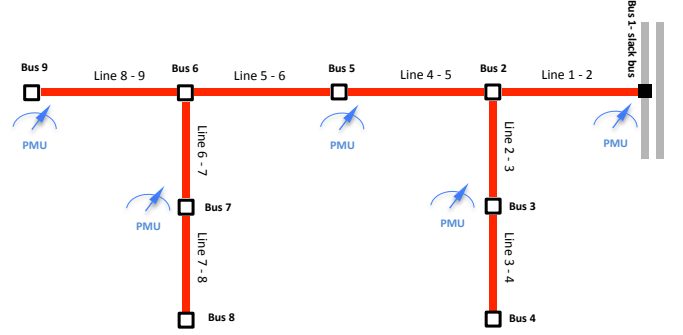 Bus 1- slack bus
Bus 9
Line 8 - 9
Bus 6
Line 5 - 6
Bus 5
Line 4 - 5
Bus 2
Line 1 - 2
PMU
PMU
PMU
Line 6 - 7
Line 2 - 3
Bus 7
PMU
Bus 3
PMU
Line 7 - 8
Line 3 - 4
Bus 8
Bus 4